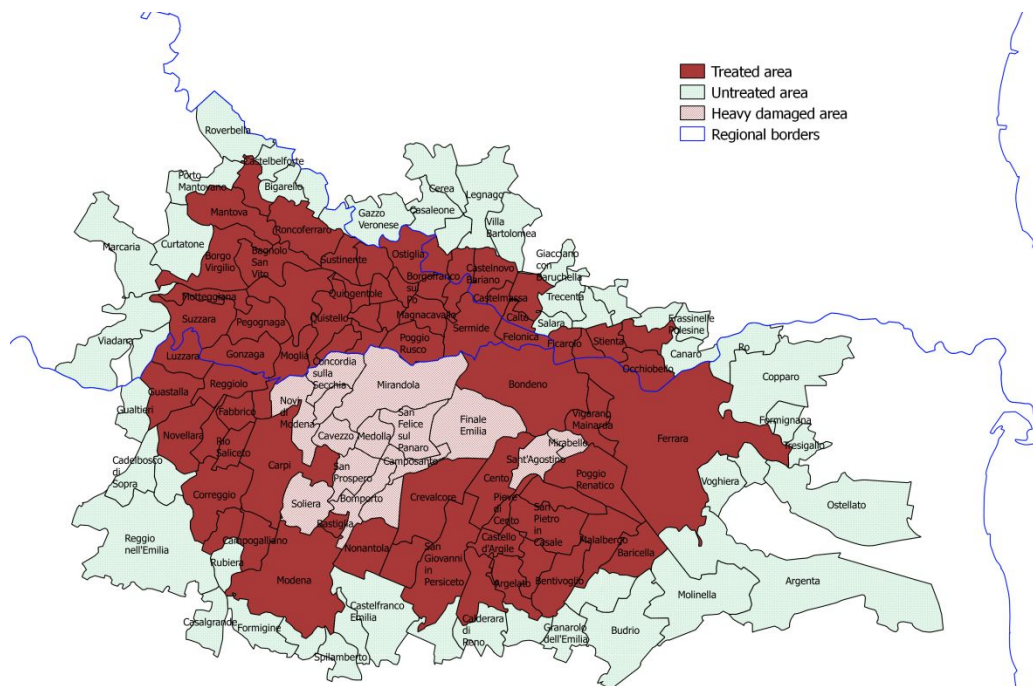 Treated area
Untreated area
Heavy damaged area
Regional borders
Roverbella
Castelbelforte
Porto
Mantovano
Bigarello
Cerea
Legnago
Casaleone
Gazzo
Veronese
Villa
Bartolomea
Mantova
Roncoferraro
Marcaria
Curtatone
Borgo
Virgilio
Bagnolo
San
Vito
Sustinente
Ostiglia
Giacciano
con
Baruchella
Castelnovo
Bariano
Borgofranco
sul
Po
Quingentole
Trecenta
Motteggiana
Castelmassa
Suzzara
Pegognaga
Quistello
Magnacavallo
Calto
Salara
Frassinelle
Polesine
Sermide
Felonica
Ficarolo
Stienta
Viadana
Luzzara
Gonzaga
Moglia
Poggio
Rusco
Canaro
Ro
Occhiobello
Concordia
sulla
Secchia
Mirandola
Bondeno
Copparo
Guastalla
Reggiolo
Gualtieri
Fabbrico
Novi
di
Modena
San
Felice
sul
Panaro
Finale
Emilia
Vigarano
Mainarda
Formignana
Tresigallo
Novellara
Rio
Saliceto
Cavezzo
Medolla
Mirabello
Ferrara
Cadelbosco
di
Sopra
Carpi
San
Prospero
Camposanto
Sant'Agostino
Cento
Poggio
Renatico
Voghiera
Correggio
Soliera
Bomporto
Crevalcore
Pieve
di
Cento
San
Pietro
in
Casale
Ostellato
Bastiglia
Reggio
nell'Emilia
Campogalliano
Nonantola
Castello
d'Argile
Malalbergo
Baricella
Rubiera
San
Giovanni
in
Persiceto
Modena
Argelato
Bentivoglio
Molinella
Argenta
Castelfranco
Emilia
Casalgrande
Formigine
Calderara
di
Reno
Granarolo
dell'Emilia
Budrio
Spilamberto